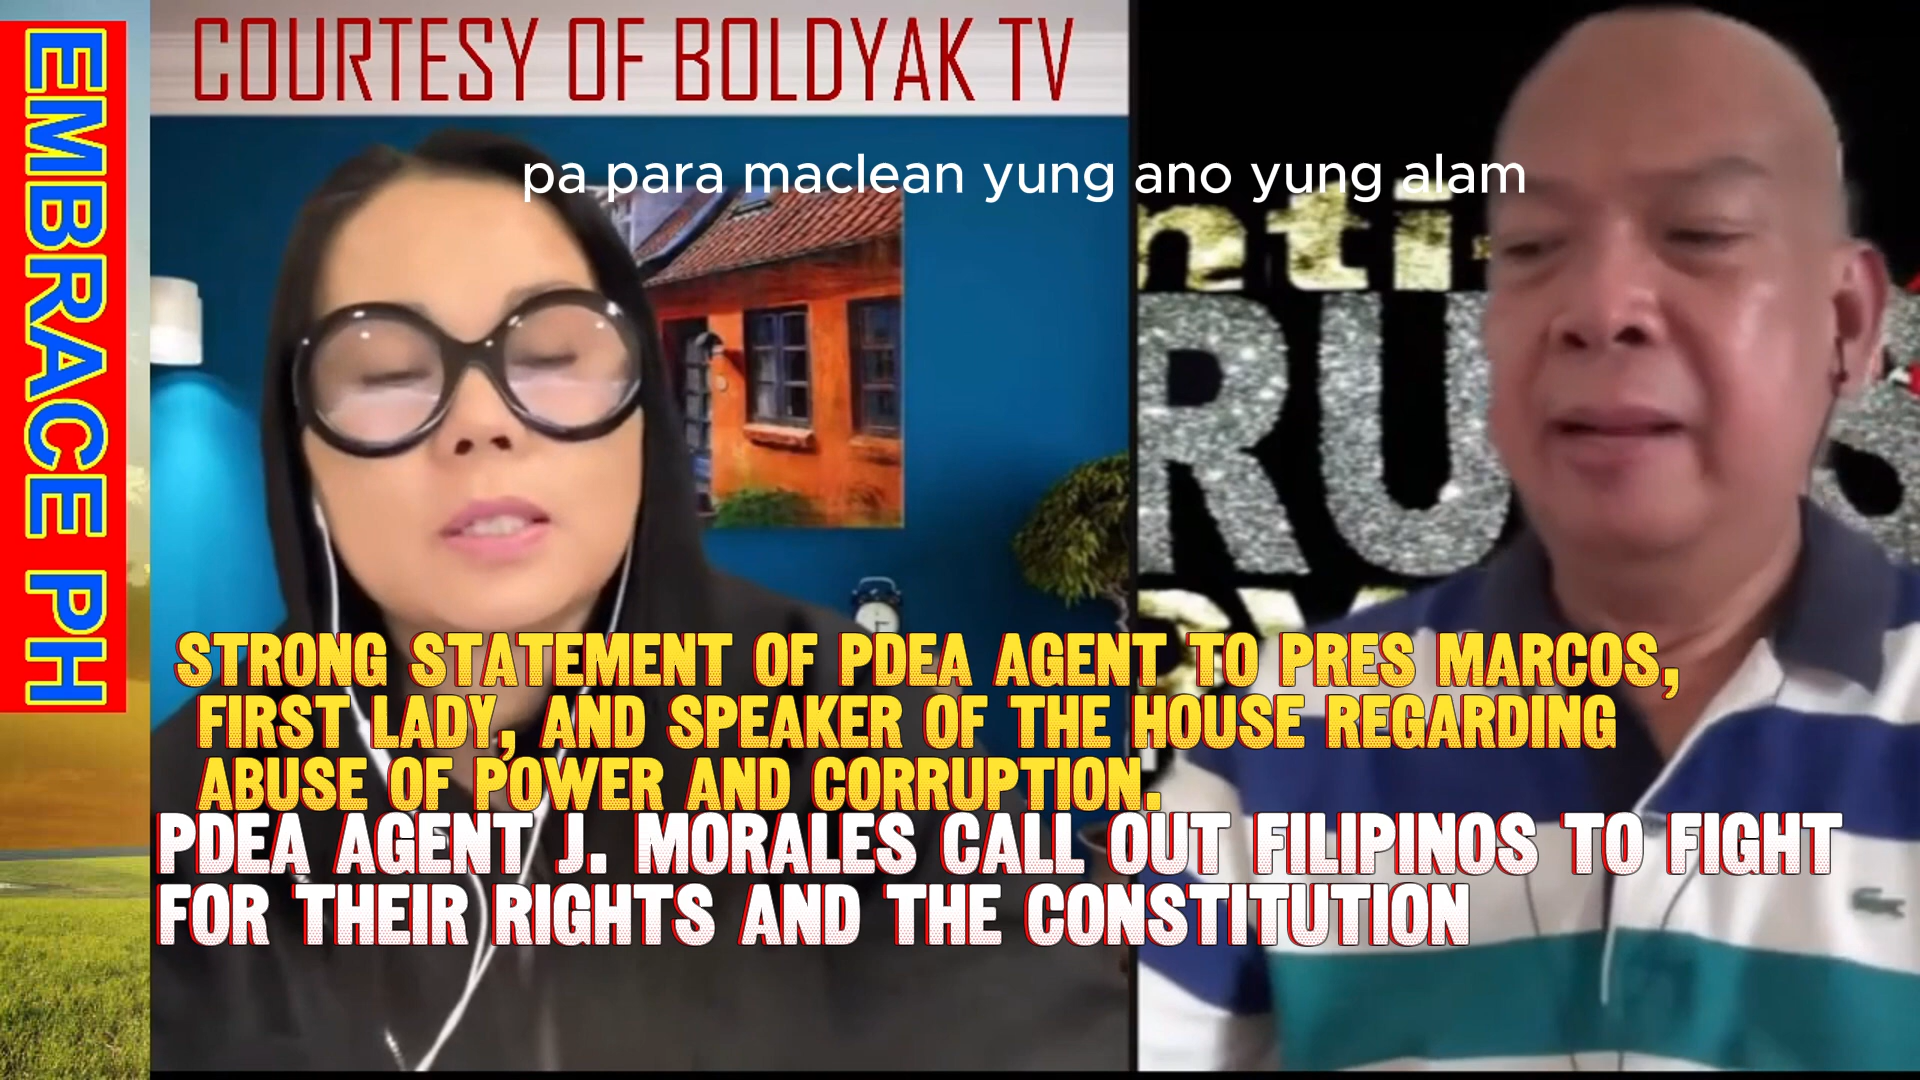 EMBRACE PH
COURTESY OF BOLDYAK TV
pa para maclean yung ano yung alam
nti-
RU
STRONG STATEMENT OF PDEA AGENT TO PRES MARCOS,
FIRST LADY, AND SPEAKER OF THE HOUSE REGARDING
ABUSE OF POWER AND CORRUPTION.
PDEA AGENT J. MORALES CALL OUT FILIPINOS TO FIGHT
FOR THEIR RIGHTS AND THE CONSTITUTION